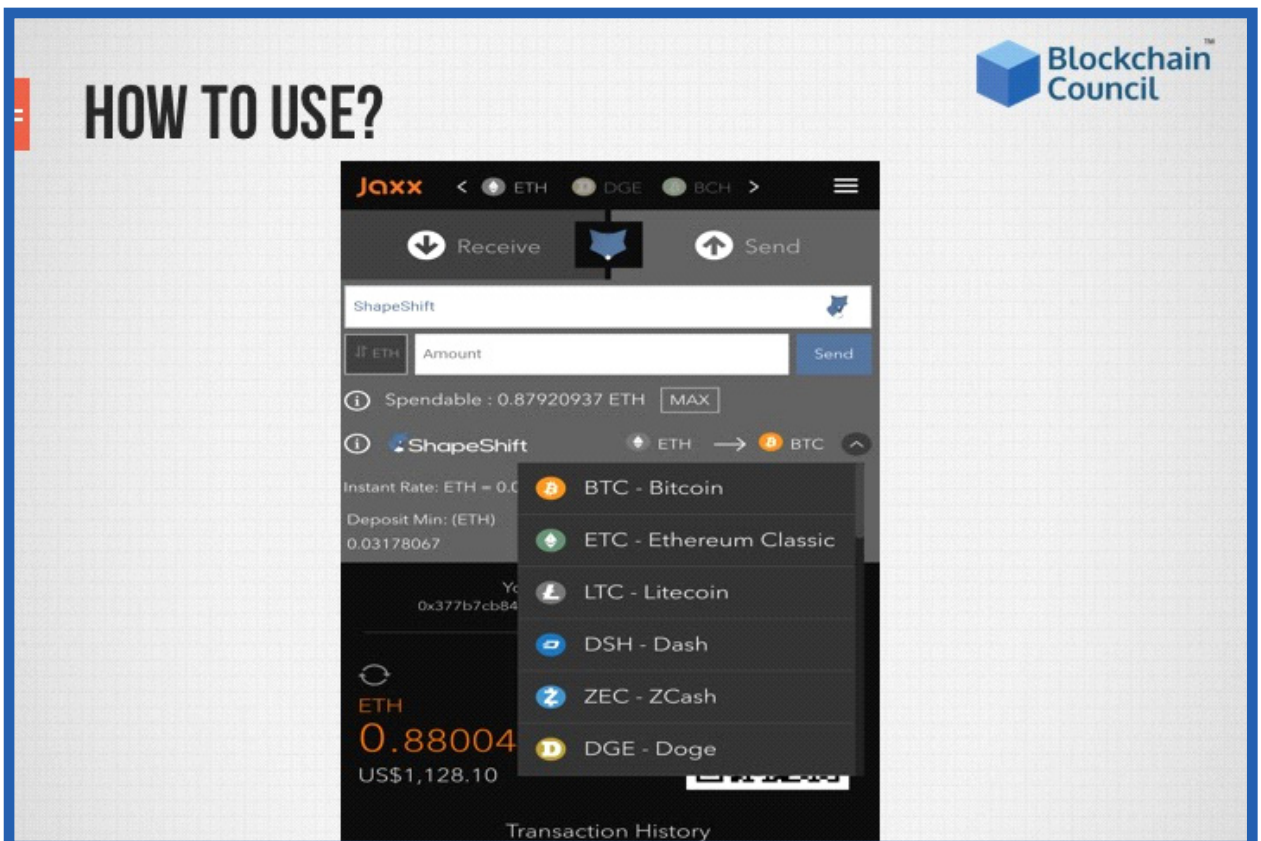 Blockchain™
Council
HOW TO USE?
Jaxx < ETH DGE BCH >
Receive Send
ShapeShift
ETH Amount Send
Spendable : 0.87920937 ETH MAX
ShapeShift ETH → BTC
Instant Rate: ETH = 0.0
BTC - Bitcoin
Deposit Min: (ETH)
0.03178067
ETC - Ethereum Classic
LTC - Litecoin
0x377b7cb84
DSH - Dash
ZEC - ZCash
ETH
0.88004
DGE - Doge
US$1,128.10
Transaction History